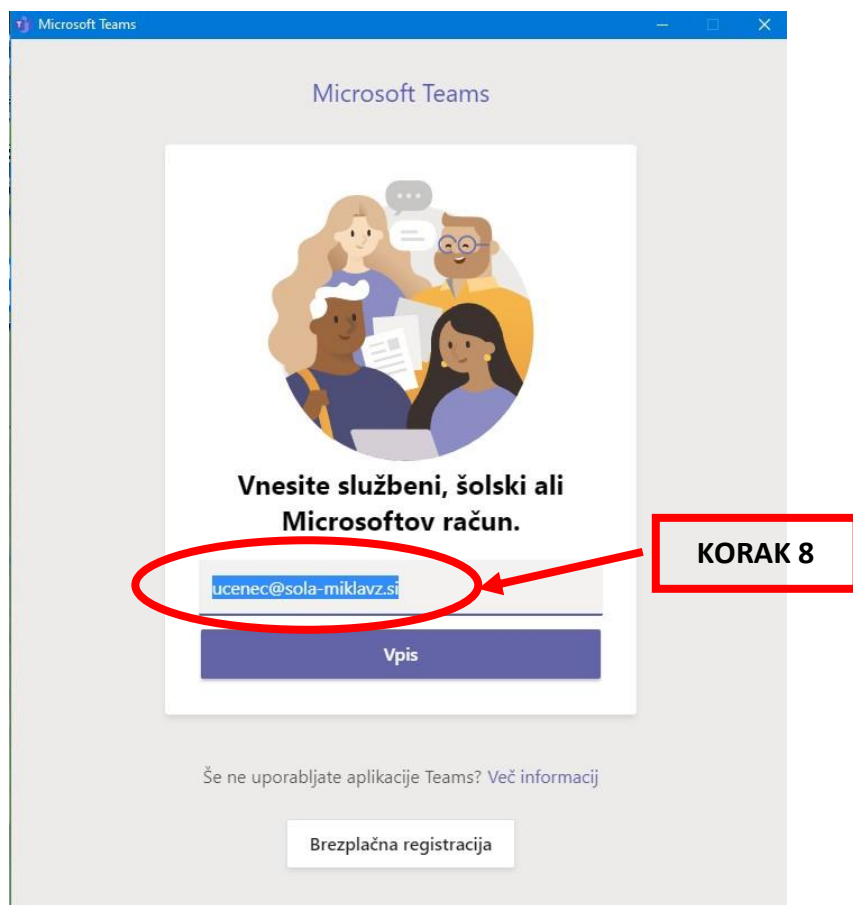 Microsoft Teams
Microsoft Teams
Vnesite službeni, šolski ali
Microsoftov račun.
KORAK 8
ucenec@sola-miklavz.si
Vpis
Še ne uporabljate aplikacije Teams? Več informacij
Brezplačna registracija